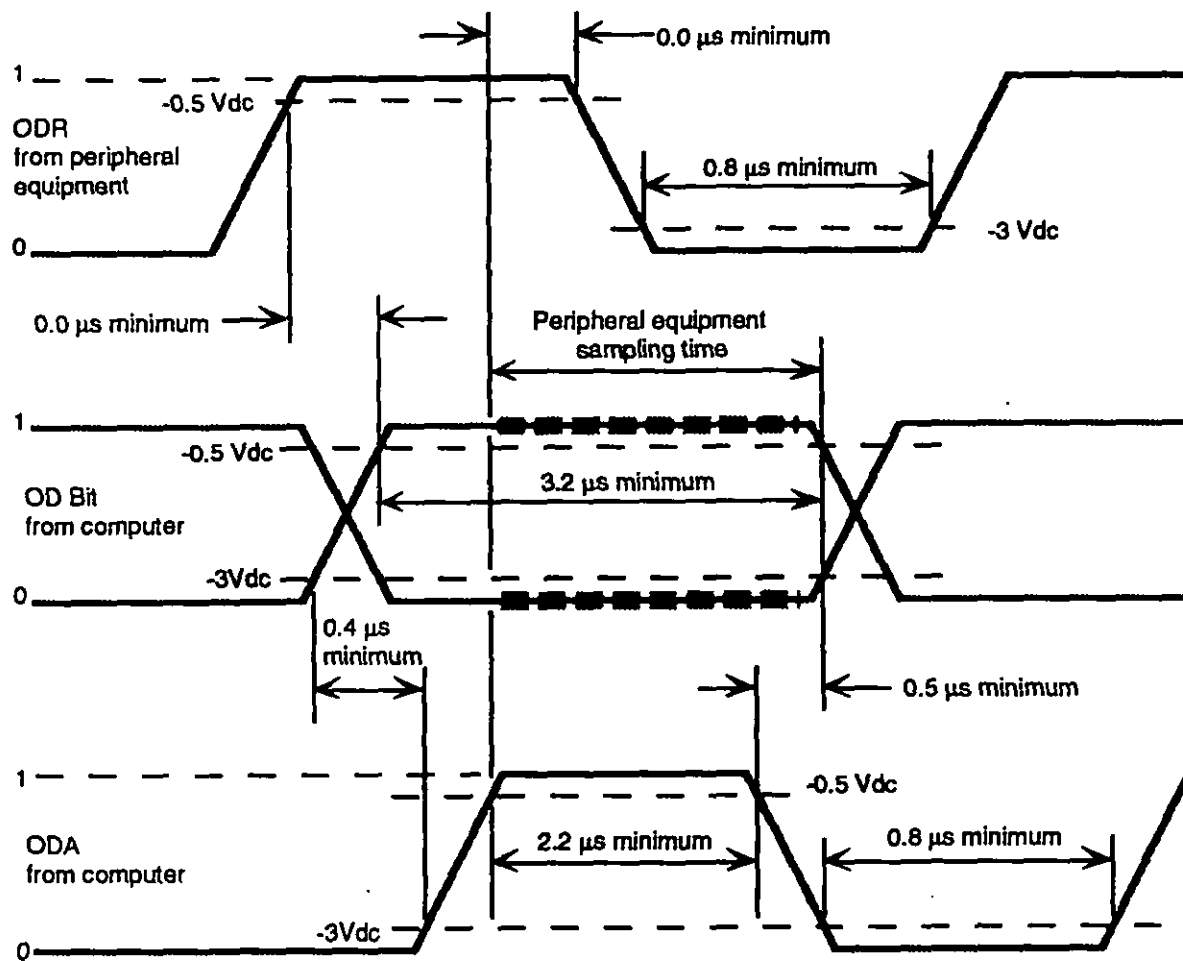 0.0 µs minimum
1
-0.5 Vdc
ODR
from peripheral
equipment
0.8 µs minimum
0
-3 Vdc
0.0 µs minimum
Peripheral equipment
sampling time
1
-0.5 Vdc
3.2 µs minimum
OD Bit
from computer
-3Vdc
0
0.4 µs
minimum
0.5 µs minimum
1
-0.5 Vdc
2.2 µs minimum
0.8 µs minimum
ODA
from computer
-3Vdc
0